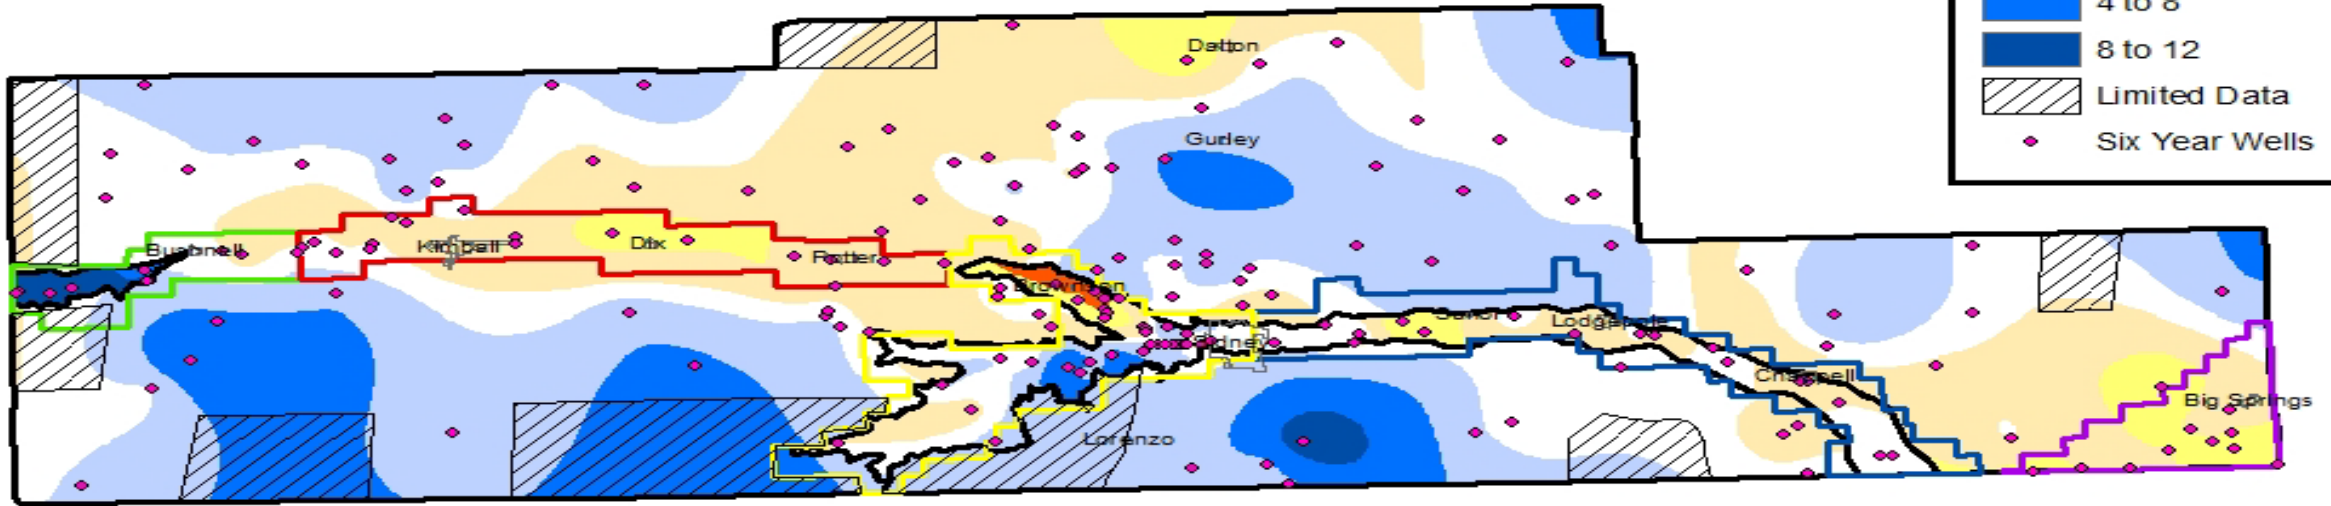 4 to 8
8 to 12
Limited Data
Six Year Wells
Dalton
Gurley
Bushnell
Kimball
Dix
Potter
Brownson
Sidney
Sunol
Lodgepole
Chappell
Big Springs
Lorenzo